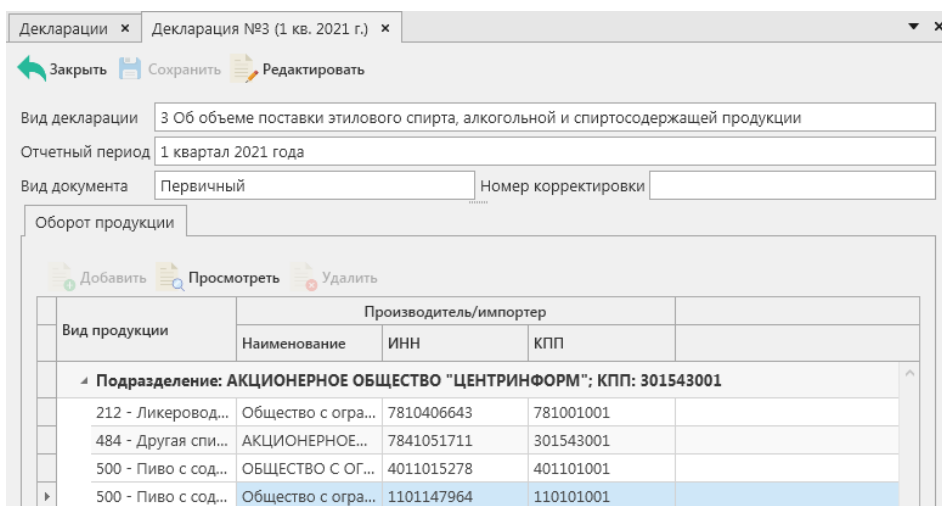 Декларации × Декларация №3 (1 кв. 2021 г.) ×
Закрыть Сохранить Редактировать
Вид декларации 3 Об объеме поставки этилового спирта, алкогольной и спиртосодержащей продукции
Отчетный период 1 квартал 2021 года
Вид документа Первичный Номер корректировки
Оборот продукции
Добавить Просмотреть Удалить
Производитель/импортер
Вид продукции
Наименование ИНН КПП
Подразделение: АКЦИОНЕРНОЕ ОБЩЕСТВО "ЦЕНТРИНФОРМ"; КПП: 301543001
212 - Ликеровод... Общество с огра... 7810406643 781001001
484 - Другая спи... АКЦИОНЕРНОЕ... 7841051711 301543001
500 - Пиво с сод... ОБЩЕСТВО С ОГ... 4011015278 401101001
500 - Пиво с сод... Общество с огра... 1101147964 110101001